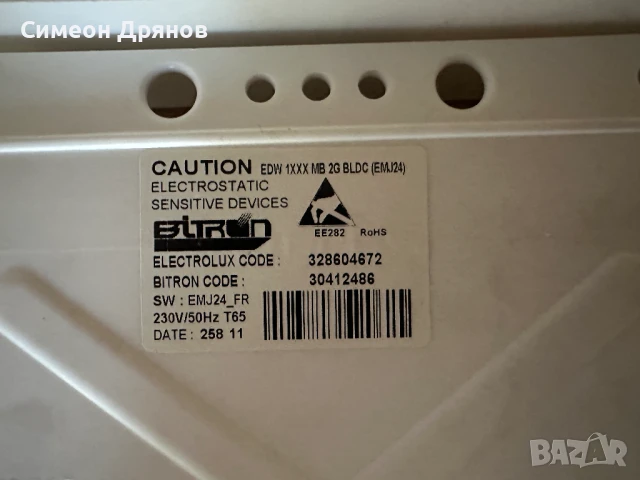 Симеон Дрянов
CAUTION EDW 1XXX MB 2G BLDC (EMJ24)
ELECTROSTATIC
SENSITIVE DEVICES
BITRON
EE282 RoHS
ELECTROLUX CODE : 328604672
BITRON CODE : 30412486
SW : EMJ24_FR
230V/50Hz T65
DATE : 258 11
BAZAR